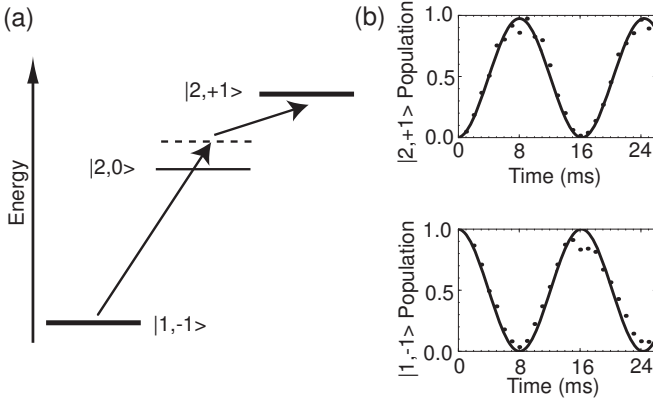 (a)
Energy
|2,+1>
|2,0>
|1,-1>
(b)
|2,+1> Population
1.0
0.5
0.0
0 8 16 24
Time (ms)
|1,-1> Population
1.0
0.5
0.0
0 8 16 24
Time (ms)